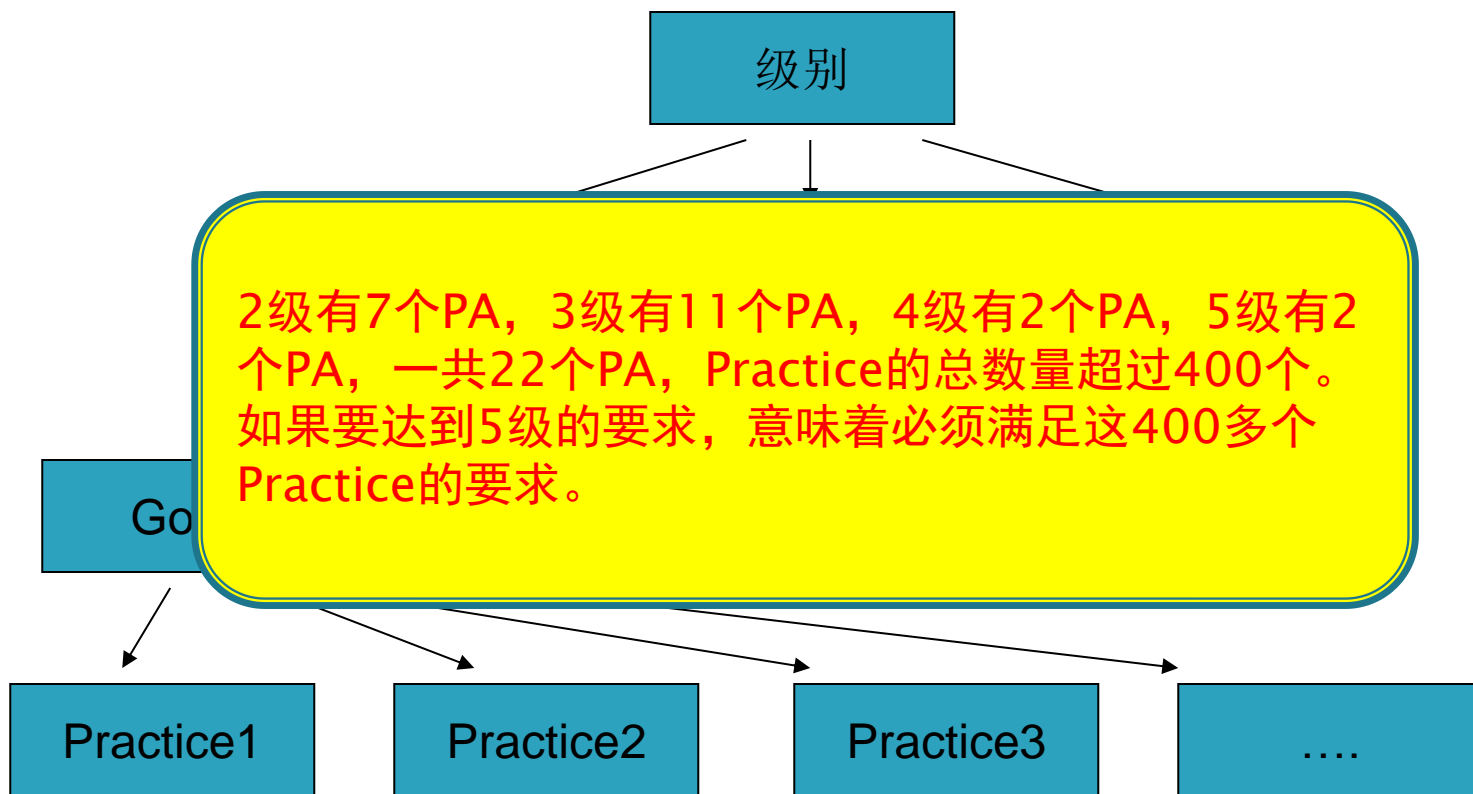 级别
2级有7个PA，3级有11个PA，4级有2个PA，5级有2
个PA，一共22个PA，Practice的总数量超过400个。
如果要达到5级的要求，意味着必须满足这400多个
Practice的要求。
Go
Practice1
Practice2
Practice3
….